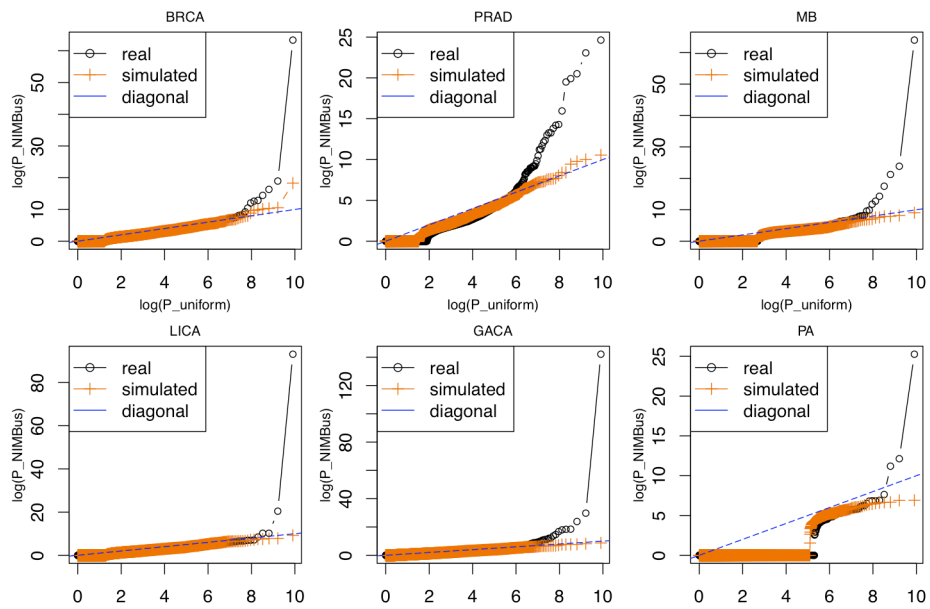 BRCA
log(P_NIMBus)
real
simulated
diagonal
0 10 30 50
0 2 4 6 8 10
log(P_uniform)
PRAD
log(P_NIMBus)
real
simulated
diagonal
0 5 10 15 20 25
0 2 4 6 8 10
log(P_uniform)
MB
log(P_NIMBus)
real
simulated
diagonal
0 10 30 50
0 2 4 6 8 10
log(P_uniform)
LICA
log(P_NIMBus)
real
simulated
diagonal
0 20 40 60 80
0 2 4 6 8 10
GACA
log(P_NIMBus)
real
simulated
diagonal
0 40 80 120
0 2 4 6 8 10
PA
log(P_NIMBus)
real
simulated
diagonal
0 5 10 15 20 25
0 2 4 6 8 10